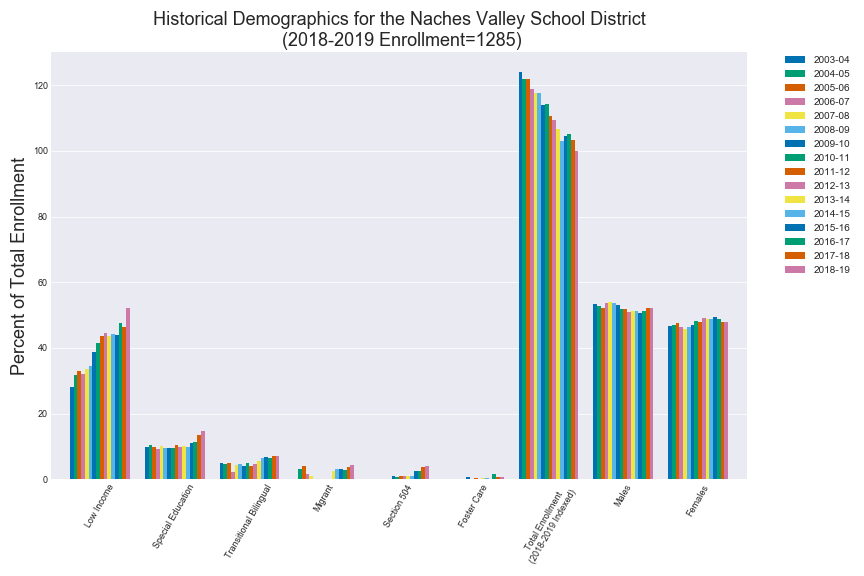 Historical Demographics for the Naches Valley School District
(2018-2019 Enrollment=1285)
Percent of Total Enrollment
120
100
80
60
40
20
0
Low Income
Special Education
Transitional Bilingual
Migrant
Section 504
Foster Care
Total Enrollment
(2018-2019 Indexed)
Males
Females
2003-04
2004-05
2005-06
2006-07
2007-08
2008-09
2009-10
2010-11
2011-12
2012-13
2013-14
2014-15
2015-16
2016-17
2017-18
2018-19